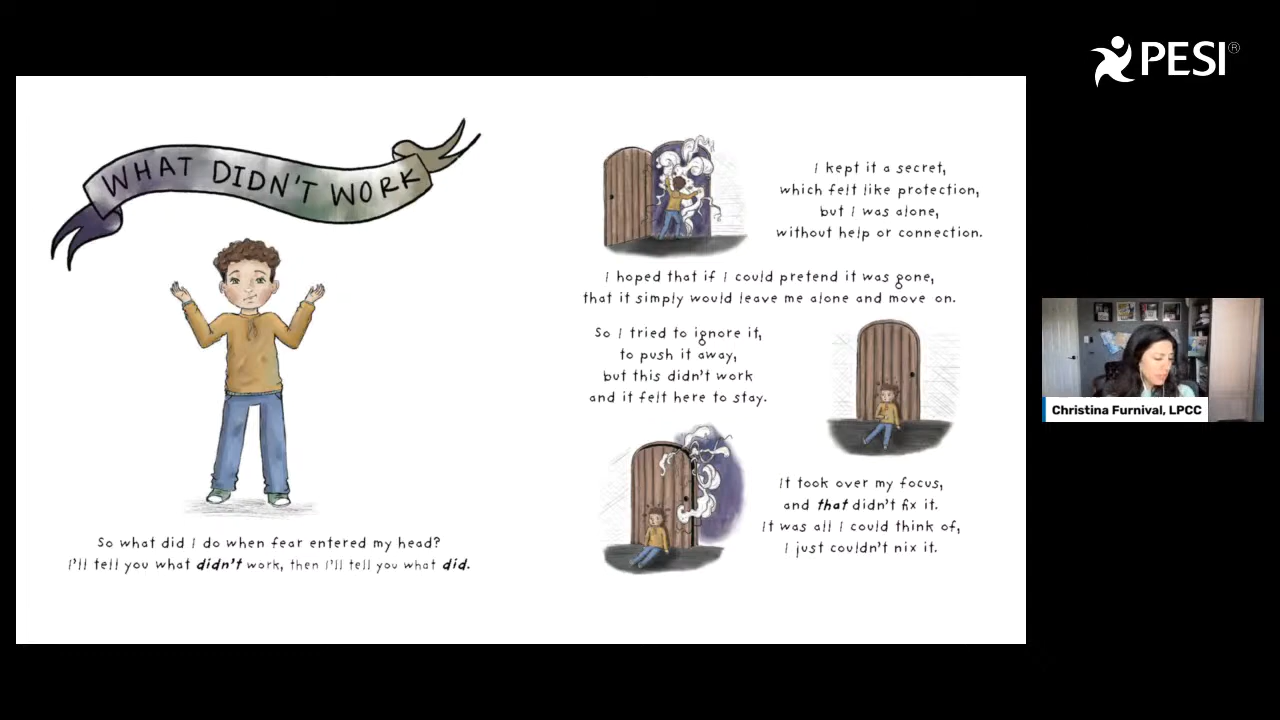 PESI®
WHAT DIDN'T WORK
So what did I do when fear entered my head?
I'll tell you what didn't work, then I'll tell you what did.
I kept it a secret,
which felt like protection,
but I was alone,
without help or connection.
I hoped that if I could pretend it was gone,
that it simply would leave me alone and move on.
So I tried to ignore it,
to push it away,
but this didn't work
and it felt here to stay.
It took over my focus,
and that didn't fix it.
It was all I could think of,
I just couldn't nix it.
Christina Furnival, LPCC